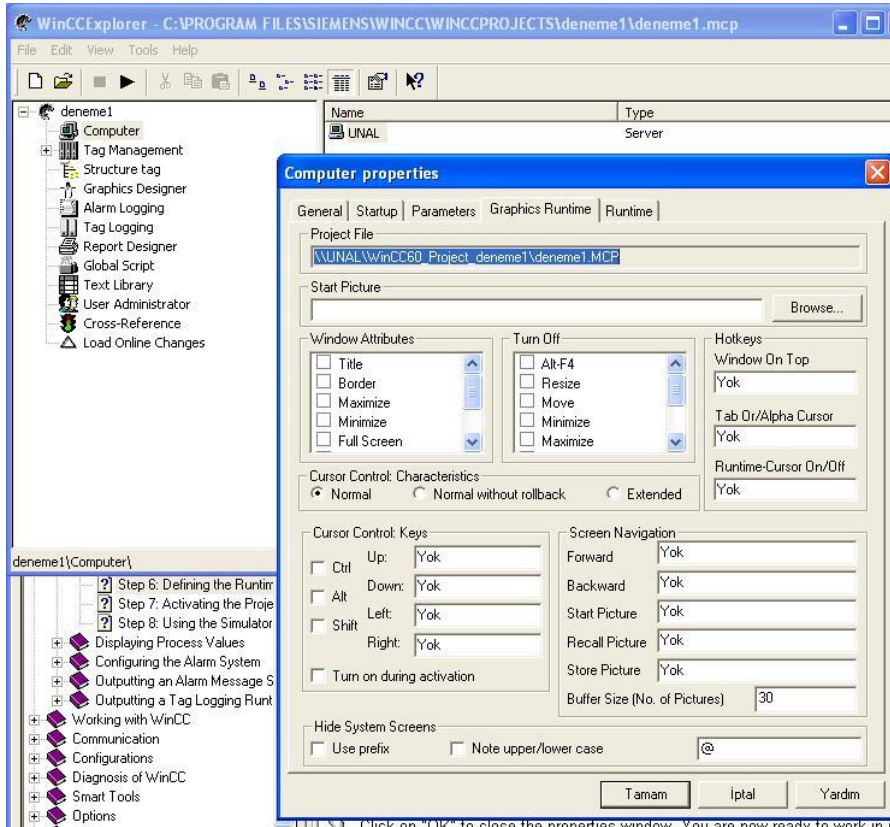 WinCCExplorer - C:\PROGRAM FILES\SIEMENS\WINCC\WINCCPROJECTS\deneme1\deneme1.mcp
File Edit View Tools Help
deneme1
Computer
Tag Management
Structure tag
Graphics Designer
Alarm Logging
Tag Logging
Report Designer
Global Script
Text Library
User Administrator
Cross-Reference
Load Online Changes
Name Type
UNAL Server
deneme1\Computer\
Step 6: Defining the Runtim
Step 7: Activating the Proje
Step 8: Using the Simulator
Displaying Process Values
Configuring the Alarm System
Outputting an Alarm Message S
Outputting a Tag Logging Runt
Working with WinCC
Communication
Configurations
Diagnosis of WinCC
Smart Tools
Options
Computer properties
General Startup Parameters Graphics Runtime Runtime
Project File
\\UNAL\WinCC60_Project_deneme1\deneme1.MCP
Start Picture
Browse...
Window Attributes
Title
Border
Maximize
Minimize
Full Screen
Turn Off
Alt-F4
Resize
Move
Minimize
Maximize
Hotkeys
Window On Top
Yok
Tab Or/Alpha Cursor
Yok
Runtime-Cursor On/Off
Yok
Cursor Control: Characteristics
Normal Normal without rollback Extended
Cursor Control: Keys
Ctrl
Alt
Shift
Up: Yok
Down: Yok
Left: Yok
Right: Yok
Turn on during activation
Screen Navigation
Forward Yok
Backward Yok
Start Picture Yok
Recall Picture Yok
Store Picture Yok
Buffer Size (No. of Pictures) 30
Hide System Screens
Use prefix Note upper/lower case @
Tamam İptal Yardım
Click on "OK" to close the properties window. You are now ready to work in